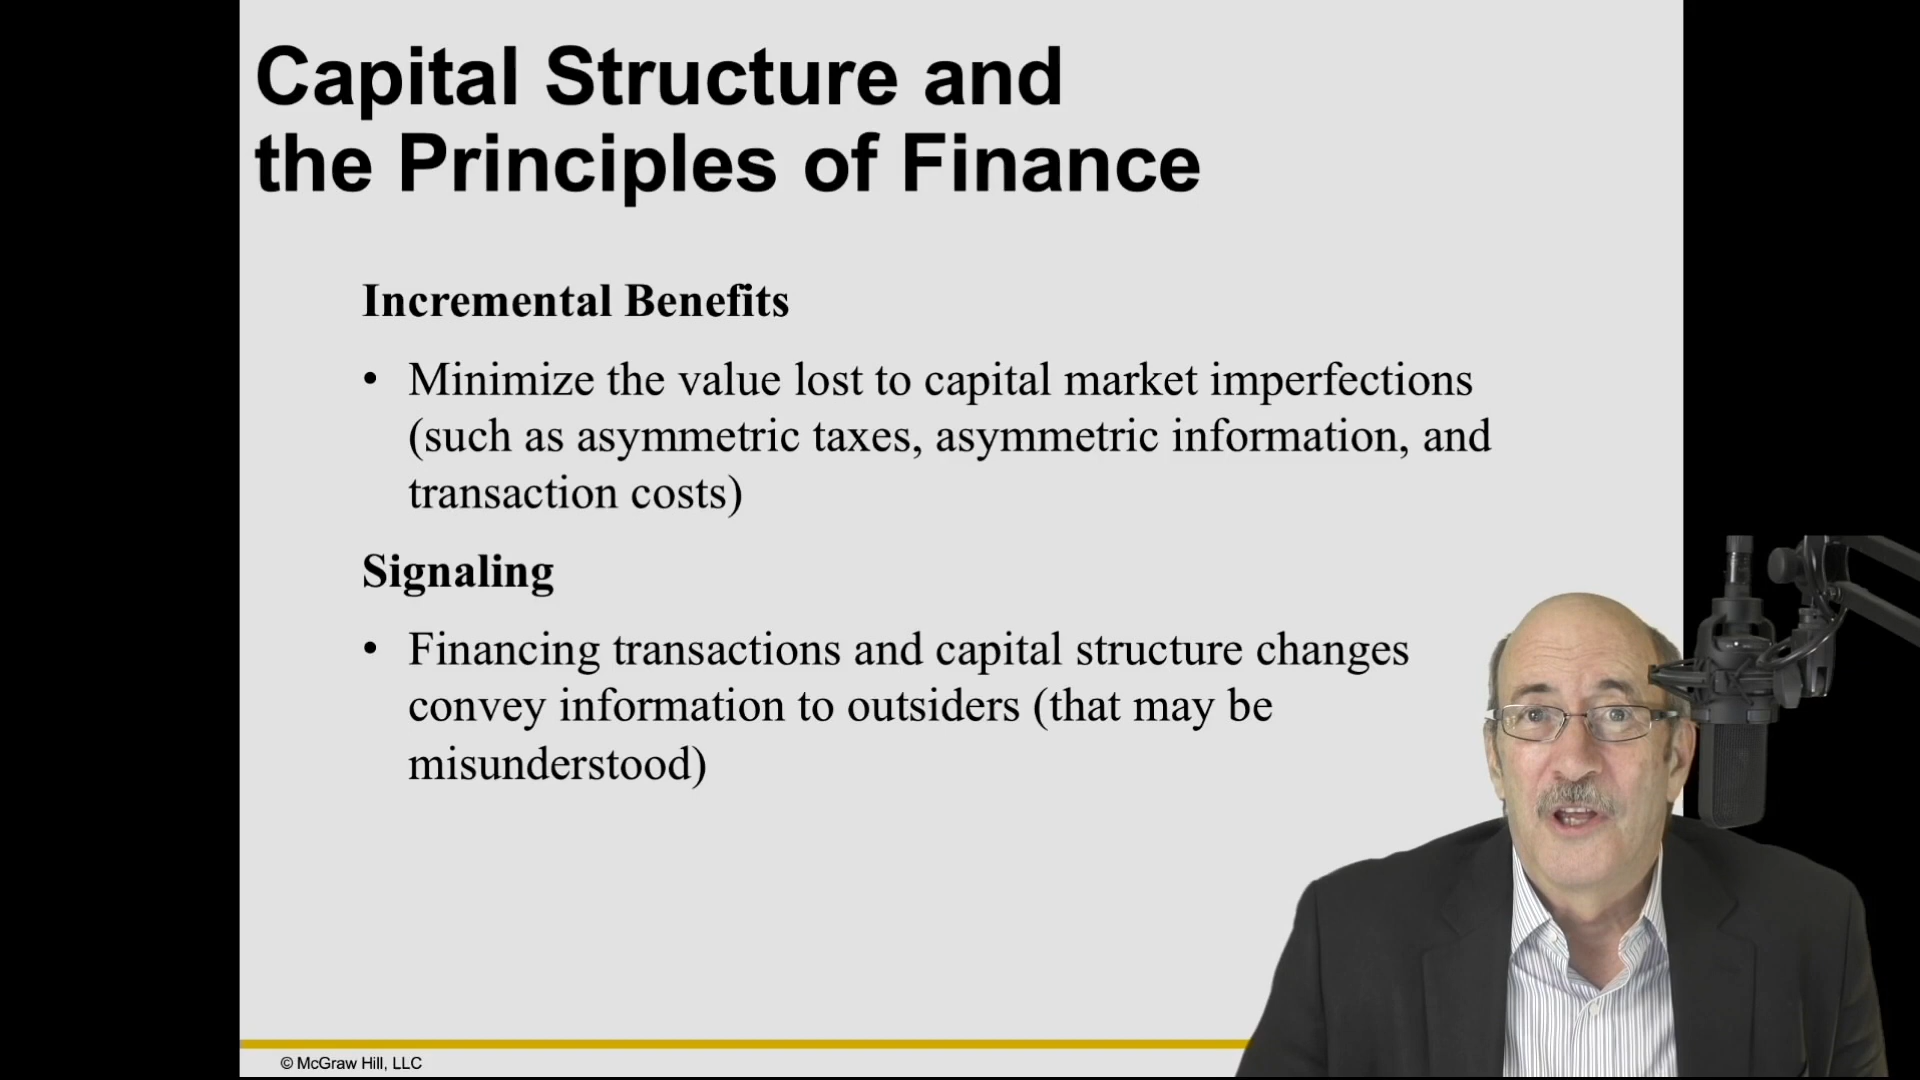 Capital Structure and
the Principles of Finance
Incremental Benefits
• Minimize the value lost to capital market imperfections
(such as asymmetric taxes, asymmetric information, and
transaction costs)
Signaling
• Financing transactions and capital structure changes
convey information to outsiders (that may be
misunderstood)
© McGraw Hill, LLC